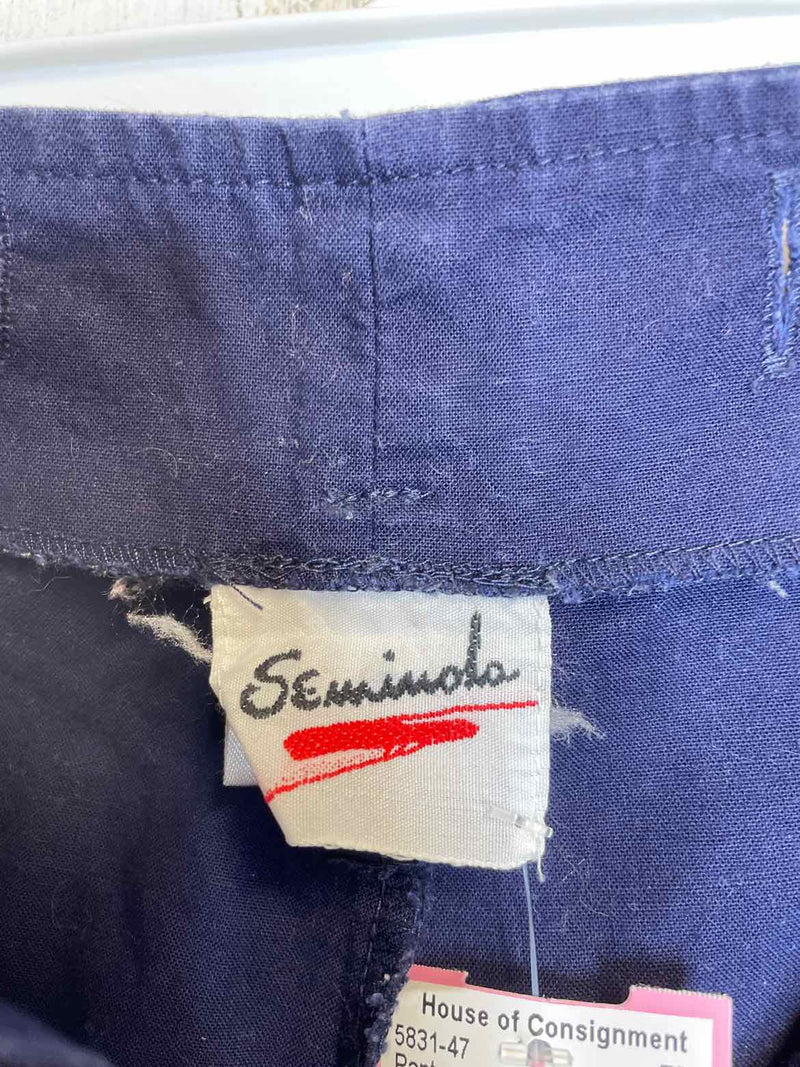 Seminola
House of Consignment
5831-47